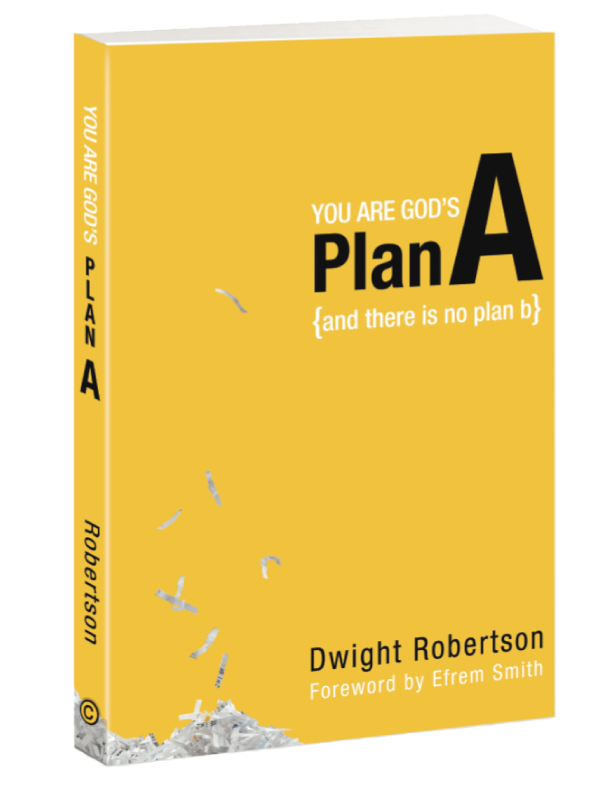 YOU ARE GOD'S
Plan A
{and there is no plan b}
Dwight Robertson
Foreword by Efrem Smith
YOU ARE GOD'S PLAN A
Robertson
©